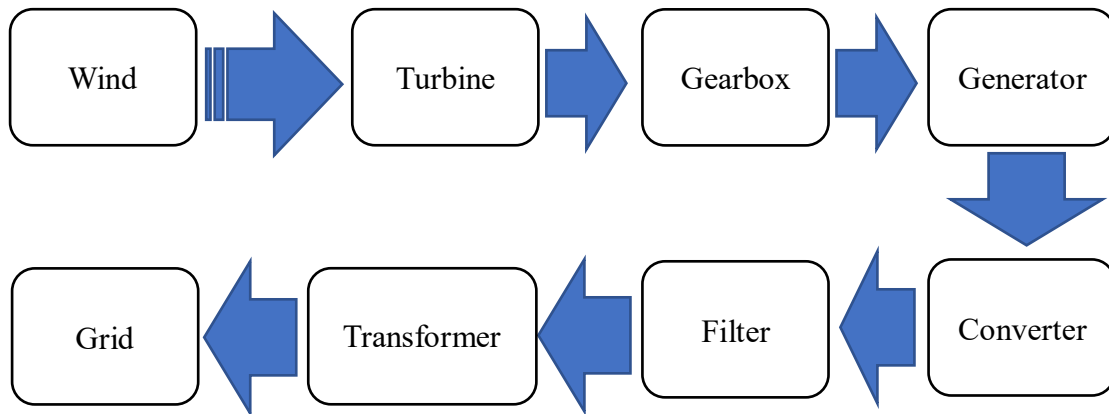 Wind
Turbine
Gearbox
Generator
Converter
Filter
Transformer
Grid